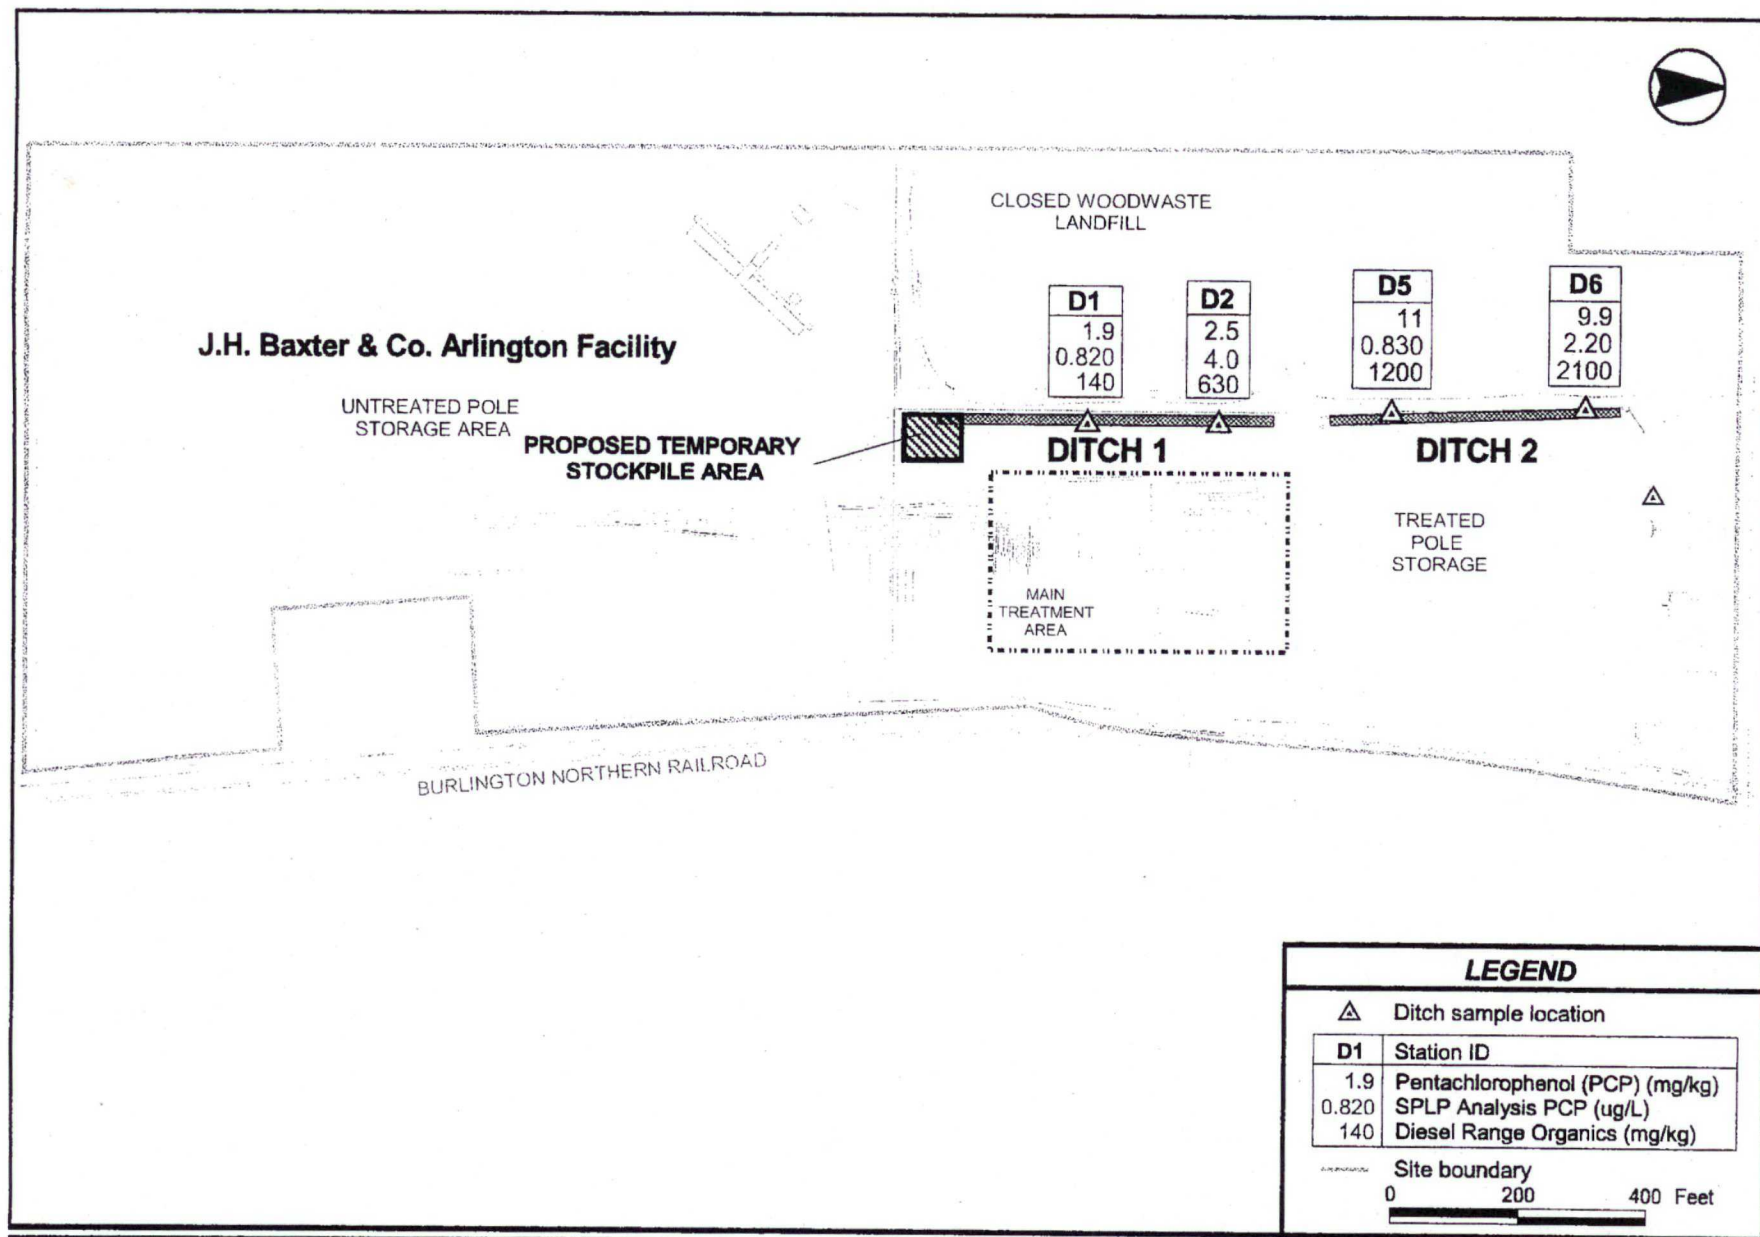 CLOSED WOODWASTE
LANDFILL
D1
1.9
0.820
140
D2
2.5
4.0
630
D5
11
0.830
1200
D6
9.9
2.20
2100
J.H. Baxter & Co. Arlington Facility
UNTREATED POLE
STORAGE AREA
PROPOSED TEMPORARY
STOCKPILE AREA
DITCH 1
DITCH 2
TREATED
POLE
STORAGE
MAIN
TREATMENT
AREA
BURLINGTON NORTHERN RAILROAD
LEGEND
Ditch sample location
D1 Station ID
1.9 Pentachlorophenol (PCP) (mg/kg)
0.820 SPLP Analysis PCP (ug/L)
140 Diesel Range Organics (mg/kg)
Site boundary
0 200 400 Feet